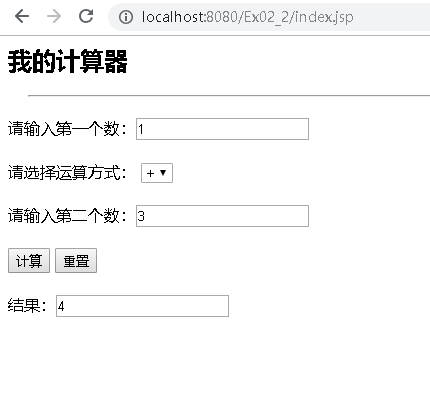 localhost:8080/Ex02_2/index.jsp
我的计算器
请输入第一个数：1
请选择运算方式： +
请输入第二个数：3
计算 重置
结果：4